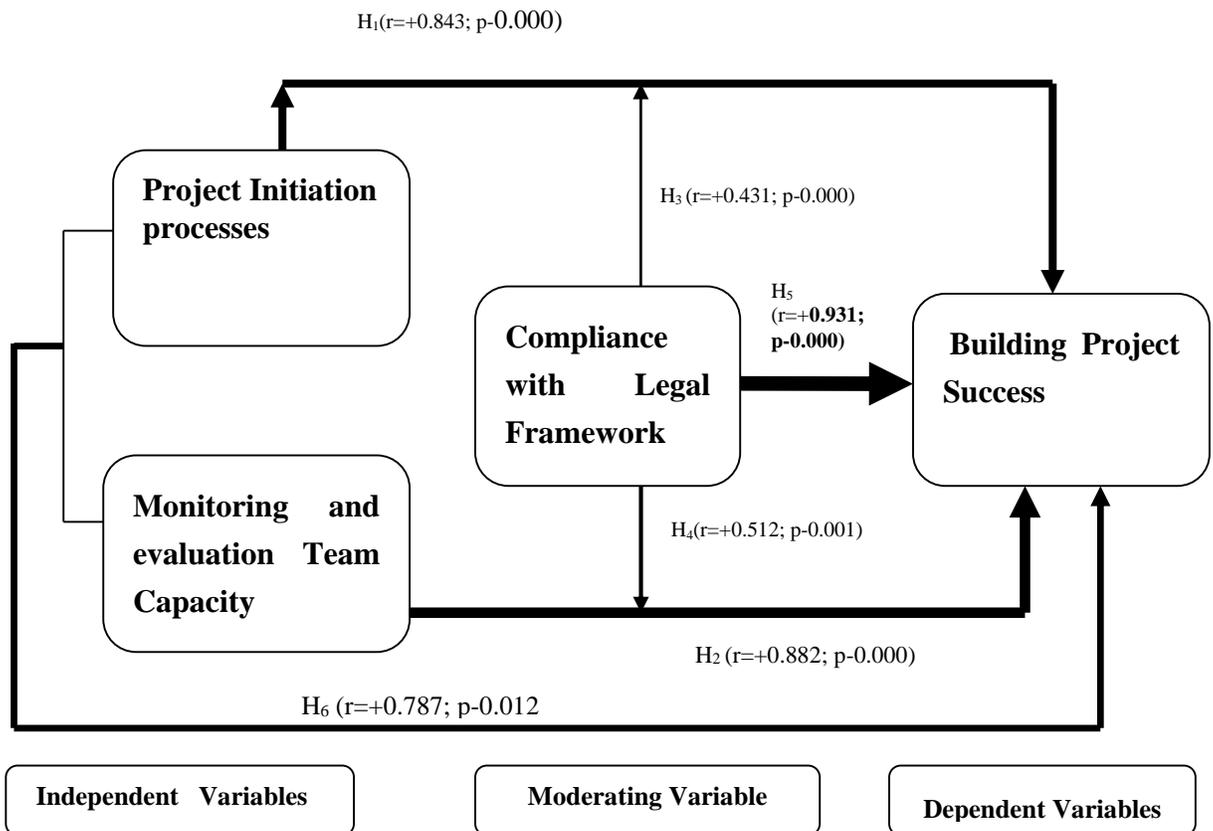 H₁(r=+0.843; p-0.000)
Project Initiation
processes
H₃ (r=+0.431; p-0.000)
H₅
(r=+0.931;
p-0.000)
Compliance
with Legal
Framework
Building Project
Success
Monitoring and
evaluation Team
Capacity
H₄(r=+0.512; p-0.001)
H₂ (r=+0.882; p-0.000)
H₆ (r=+0.787; p-0.012
Independent Variables
Moderating Variable
Dependent Variables